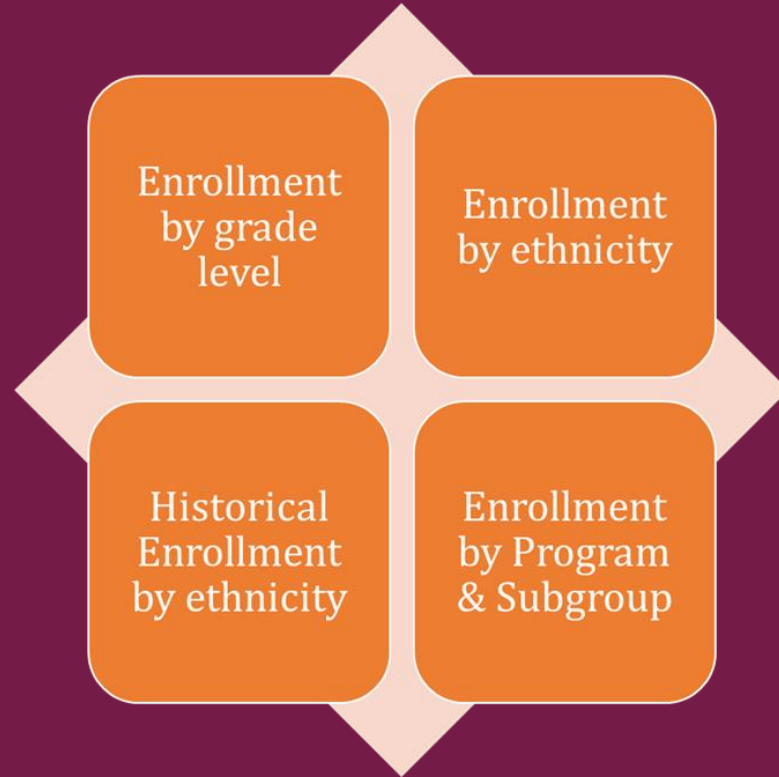 Enrollment
by grade
level
Enrollment
by ethnicity
Historical
Enrollment
by ethnicity
Enrollment
by Program
& Subgroup